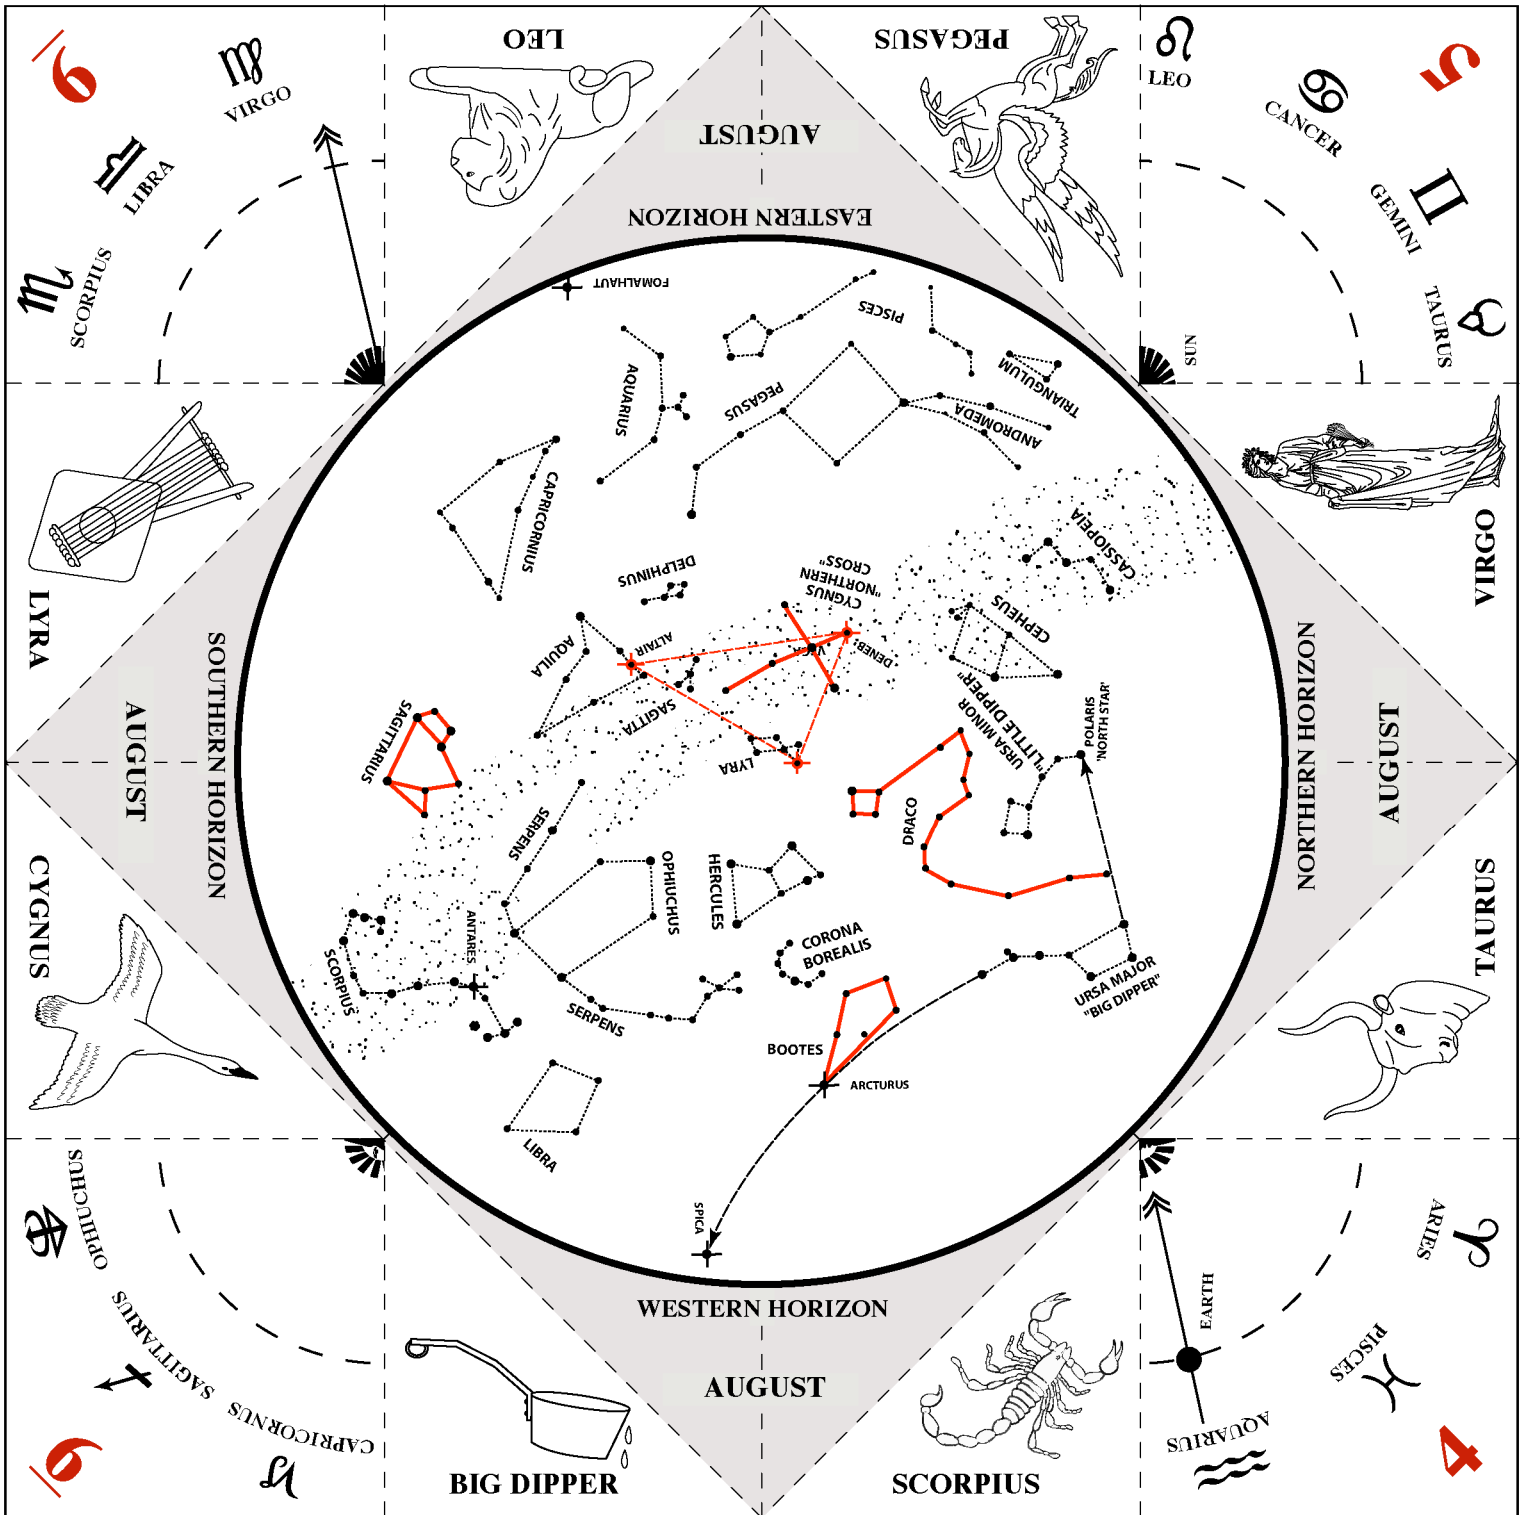 6
VIRGO
LIBRA
SCORPIUS
LEO
PEGASUS
AUGUST
EASTERN HORIZON
LEO
CANCER
GEMINI
TAURUS
5
SUN
LYRA
CYGNUS
SOUTHERN HORIZON
AUGUST
VIRGO
TAURUS
NORTHERN HORIZON
AUGUST
FOMALHAUT
PISCES
AQUARIUS
PEGASUS
TRIANGULUM
ANDROMEDA
CAPRICORNIUS
CASSIOPEIA
DELPHINUS
CYGNUS
"NORTHERN
CROSS"
CEPHEUS
AQUILA
ALTAIR
VEGA
DENEB:
SAGITTA
LYRA
URSA MINOR
"LITTLE DIPPER"
POLARIS
'NORTH STAR'
SAGITTARIUS
SERPENS
OPHIUCHUS
HERCULES
DRACO
ANTARES
SCORPIUS
CORONA
BOREALIS
SERPENS
URSA MAJOR
"BIG DIPPER"
BOOTES
ARCTURUS
LIBRA
SPICA
WESTERN HORIZON
AUGUST
BIG DIPPER
SCORPIUS
OPHIUCHUS
SAGITTARIUS
CAPRICORNUS
6
EARTH
ARIES
PISCES
AQUARIUS
4